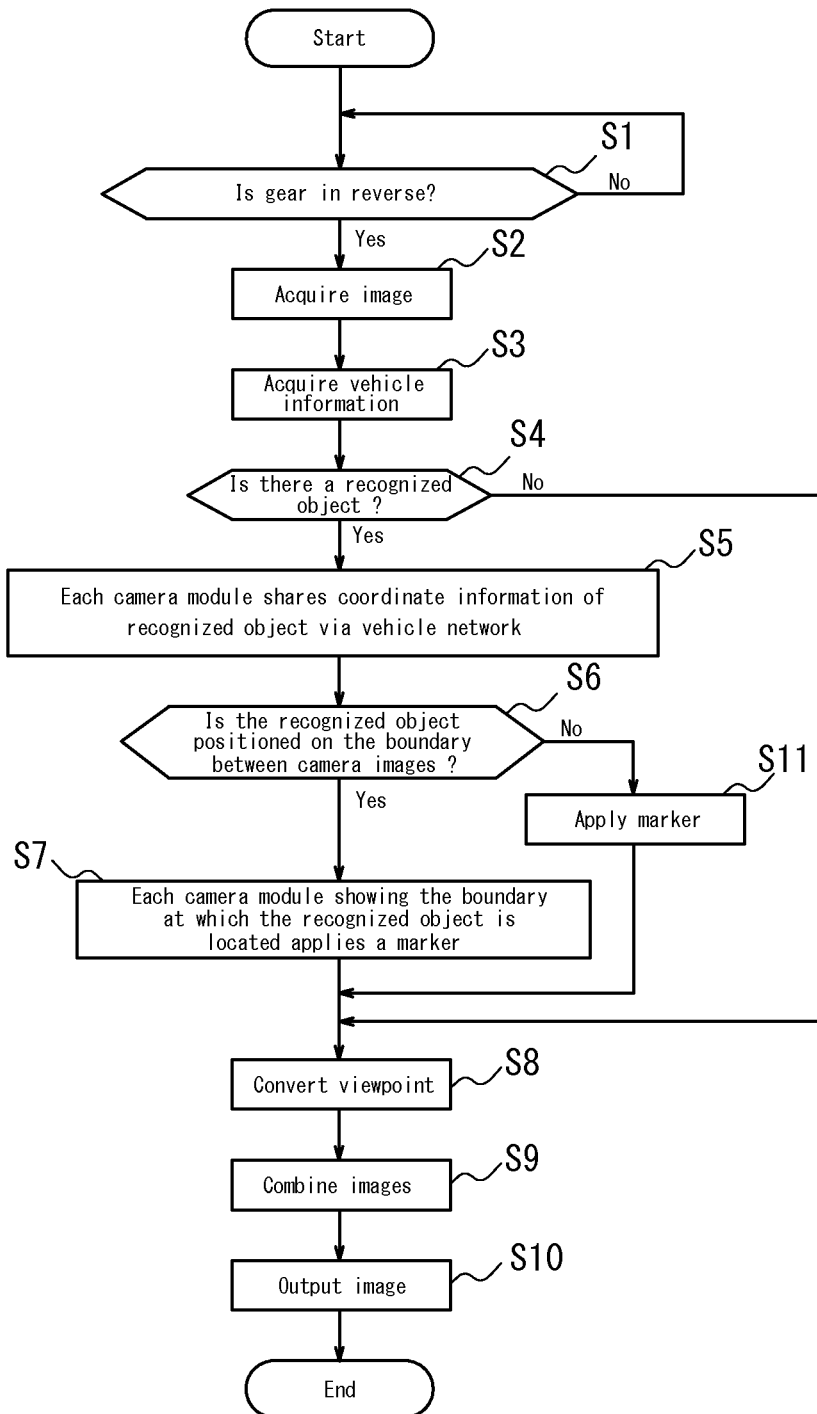 Start
S1
Is gear in reverse?
No
Yes
S2
Acquire image
S3
Acquire vehicle
information
S4
Is there a recognized
object ?
No
Yes
S5
Each camera module shares coordinate information of
recognized object via vehicle network
S6
Is the recognized object
positioned on the boundary
between camera images ?
No
Yes
S11
Apply marker
S7
Each camera module showing the boundary
at which the recognized object is
located applies a marker
S8
Convert viewpoint
S9
Combine images
S10
Output image
End